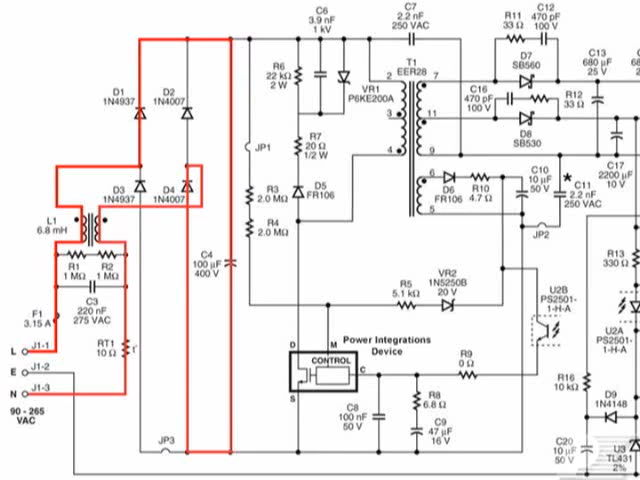 C6
3.9 nF
1 kV
C7
2.2 nF
250 VAC
R11
33 Ω
C12
470 pF
100 V
R6
22 kΩ
2 W
VR1
P6KE200A
T1
EER28
2
3
4
7
11
9
6
5
D7
SB560
C13
680 µF
25 V
C16
470 pF
100 V
R12
33 Ω
D8
SB530
D1
1N4937
D2
1N4007
JP1
R7
20 Ω
1/2 W
D3
1N4937
D4
1N4007
R3
2.0 MΩ
R4
2.0 MΩ
D5
FR106
D6
FR106
R10
4.7 Ω
C10
10 µF
50 V
*
C11
2.2 nF
250 VAC
C17
2200 µF
10 V
JP2
L1
6.8 mH
R1
1 MΩ
R2
1 MΩ
C3
220 nF
275 VAC
C4
100 µF
400 V
R5
5.1 kΩ
VR2
1N5250B
20 V
U2B
PS2501-
1-H-A
R13
330 Ω
U2A
PS2501-
1-H-A
F1
3.15 A
RT1
10 Ω
t°
L
J1-1
E
J1-2
N
J1-3
90 - 265
VAC
D
M
Power Integrations
Device
CONTROL
C
S
R9
0 Ω
C8
100 nF
50 V
R8
6.8 Ω
C9
47 µF
16 V
R16
10 kΩ
D9
1N4148
C20
10 µF
50 V
U3
TL431
2%
JP3